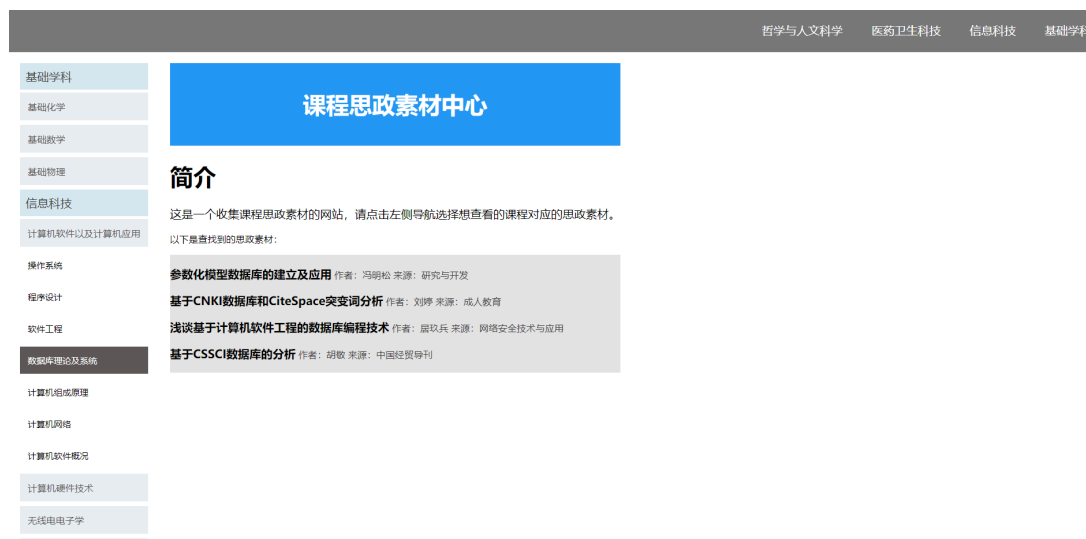 哲学与人文科学 医药卫生科技 信息科技 基础学科
基础学科
基础化学
基础数学
基础物理
信息科技
计算机软件以及计算机应用
操作系统
程序设计
软件工程
数据库理论及系统
计算机组成原理
计算机网络
计算机软件概况
计算机硬件技术
无线电电子学
课程思政素材中心
简介
这是一个收集课程思政素材的网站，请点击左侧导航选择想查看的课程对应的思政素材。
以下是查找到的思政素材：
参数化模型数据库的建立及应用 作者：冯明松 来源：研究与开发
基于CNKI数据库和CiteSpace突变词分析 作者：刘婷 来源：成人教育
浅谈基于计算机软件工程的数据库编程技术 作者：居玖兵 来源：网络安全技术与应用
基于CSSCI数据库的分析 作者：胡敏 来源：中国经贸导刊